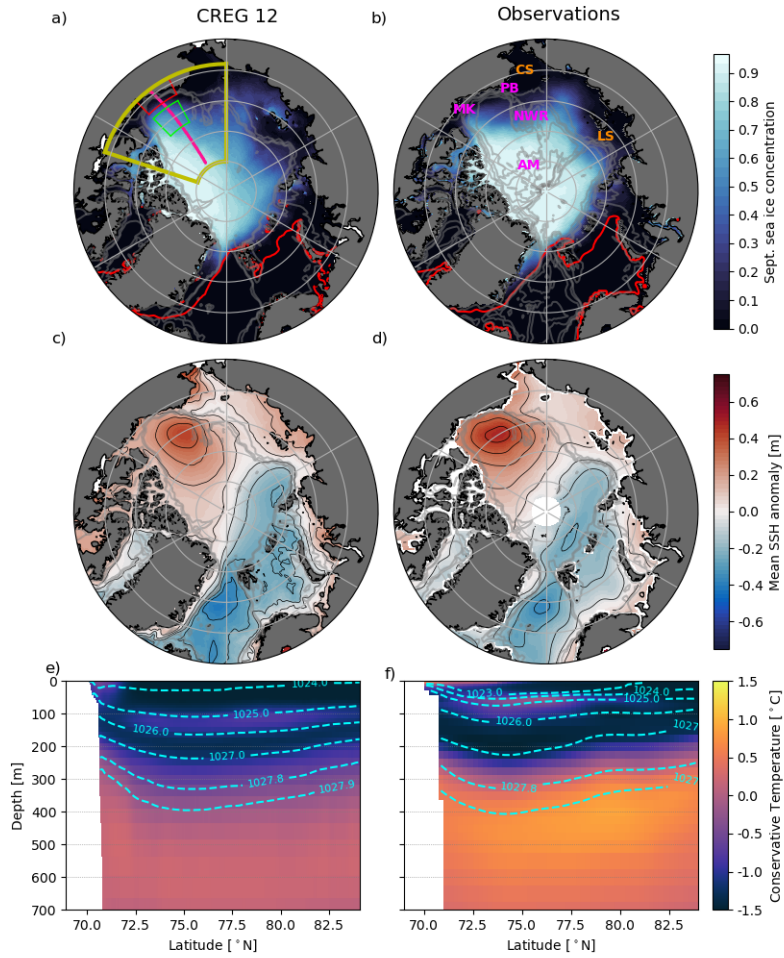 a)
CREG 12
b)
Observations
CS
PB
MK
NWR
LS
AM
0.9
0.8
0.7
0.6
0.5
0.4
0.3
0.2
0.1
0.0
Sept. sea ice concentration
c)
d)
0.6
0.4
0.2
0.0
-0.2
-0.4
-0.6
Mean SSH anomaly [m]
e)
f)
0
100
200
300
400
500
600
700
Depth [m]
1024.0
1025.0
1026.0
1027.0
1027.8
1027.9
1023.0
1024.0
1025.0
1026.0
1027.
1027.8
1027.
70.0
72.5
75.0
77.5
80.0
82.5
Latitude [°N]
70.0
72.5
75.0
77.5
80.0
82.5
Latitude [°N]
1.5
1.0
0.5
0.0
-0.5
-1.0
-1.5
Conservative Temperature [°C]